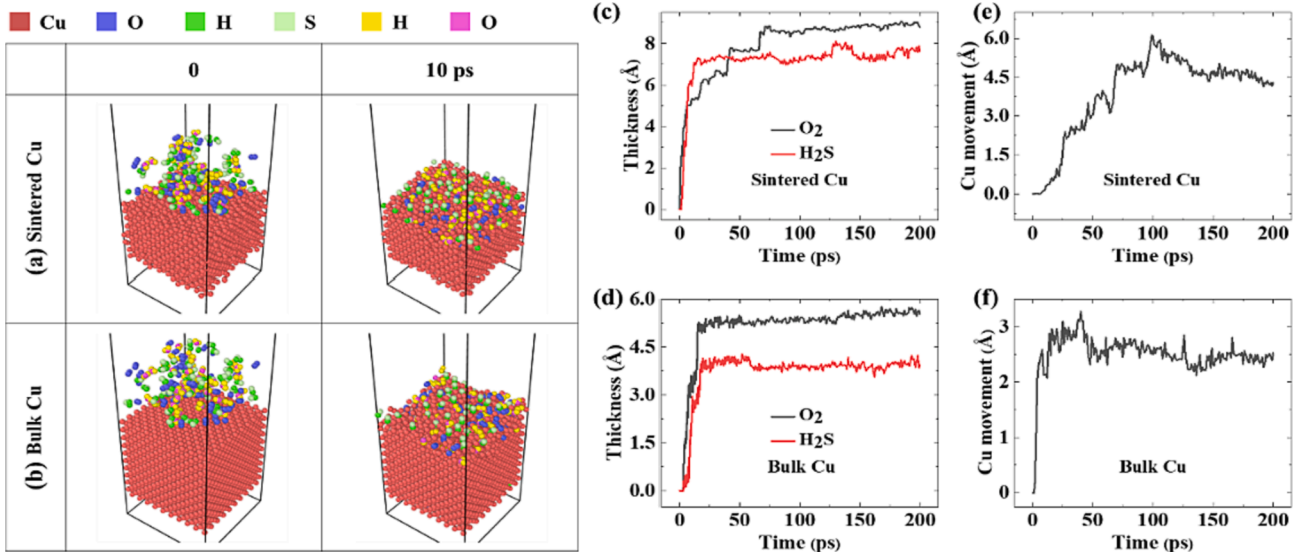 Cu O H S H O
0 10 ps
(a) Sintered Cu
(b) Bulk Cu
(c)
Thickness (Å)
8
6
4
2
0
O2
H2S
Sintered Cu
0 50 100 150 200
Time (ps)
(e)
Cu movement (Å)
6.0
4.5
3.0
1.5
0.0
Sintered Cu
0 50 100 150 200
Time (ps)
(d)
Thickness (Å)
6.0
4.5
3.0
1.5
0.0
O2
H2S
Bulk Cu
0 50 100 150 200
Time (ps)
(f)
Cu movement (Å)
3
2
1
0
Bulk Cu
0 50 100 150 200
Time (ps)